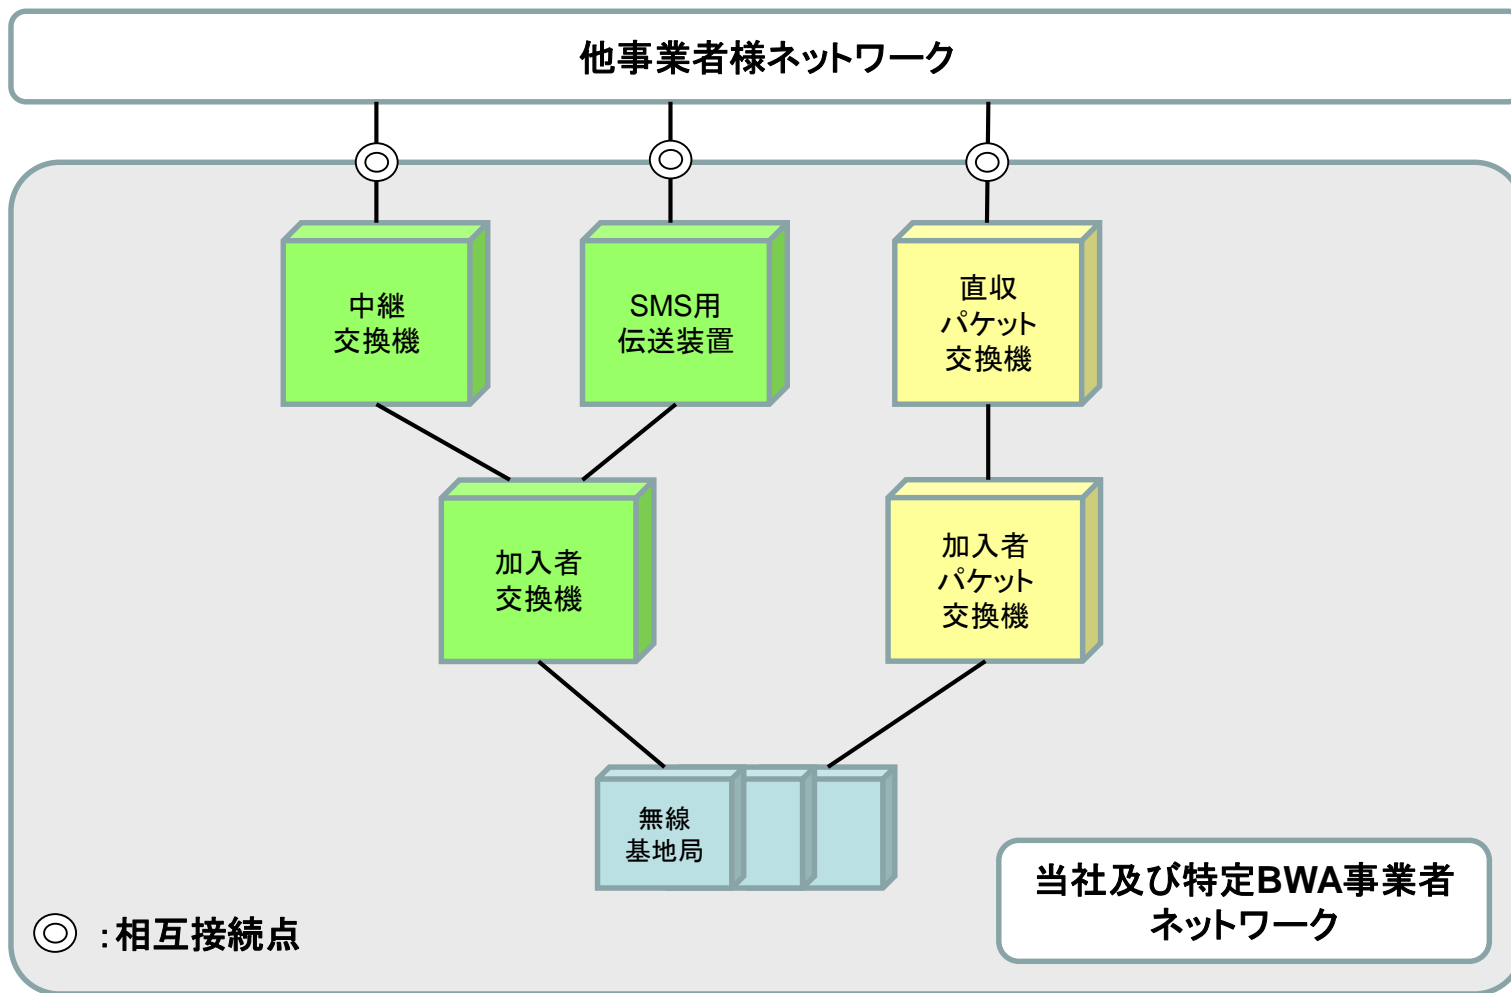 他事業者様ネットワーク
中継
交換機
SMS用
伝送装置
直収
パケット
交換機
加入者
交換機
加入者
パケット
交換機
無線
基地局
当社及び特定BWA事業者
ネットワーク
：相互接続点